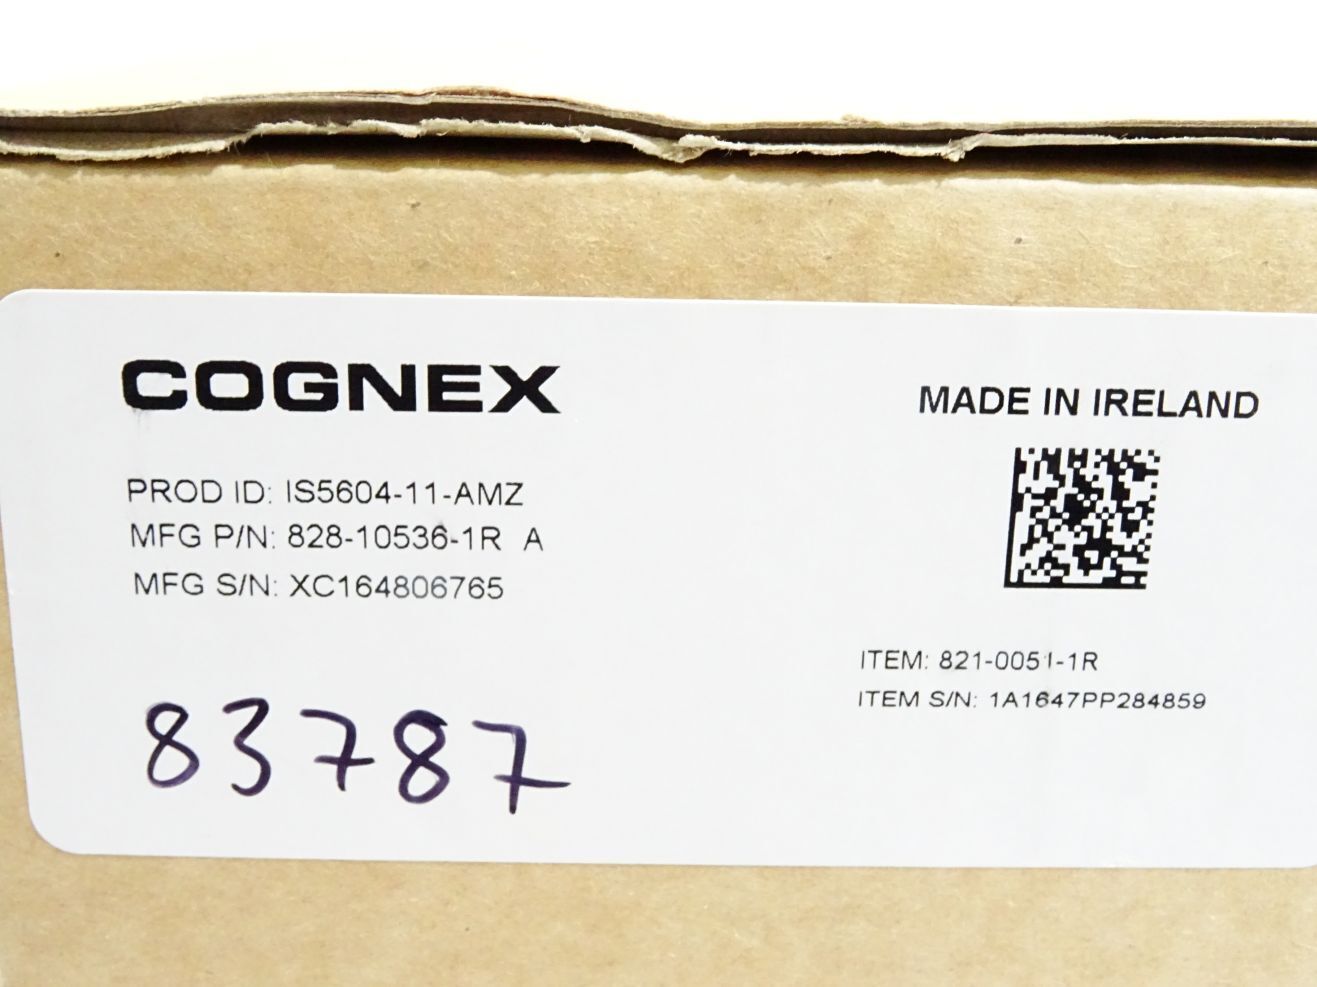 COGNEX
PROD ID: IS5604-11-AMZ
MFG P/N: 828-10536-1R A
MFG S/N: XC164806765
83787
MADE IN IRELAND
ITEM: 821-0051-1R
ITEM S/N: 1A1647PP284859